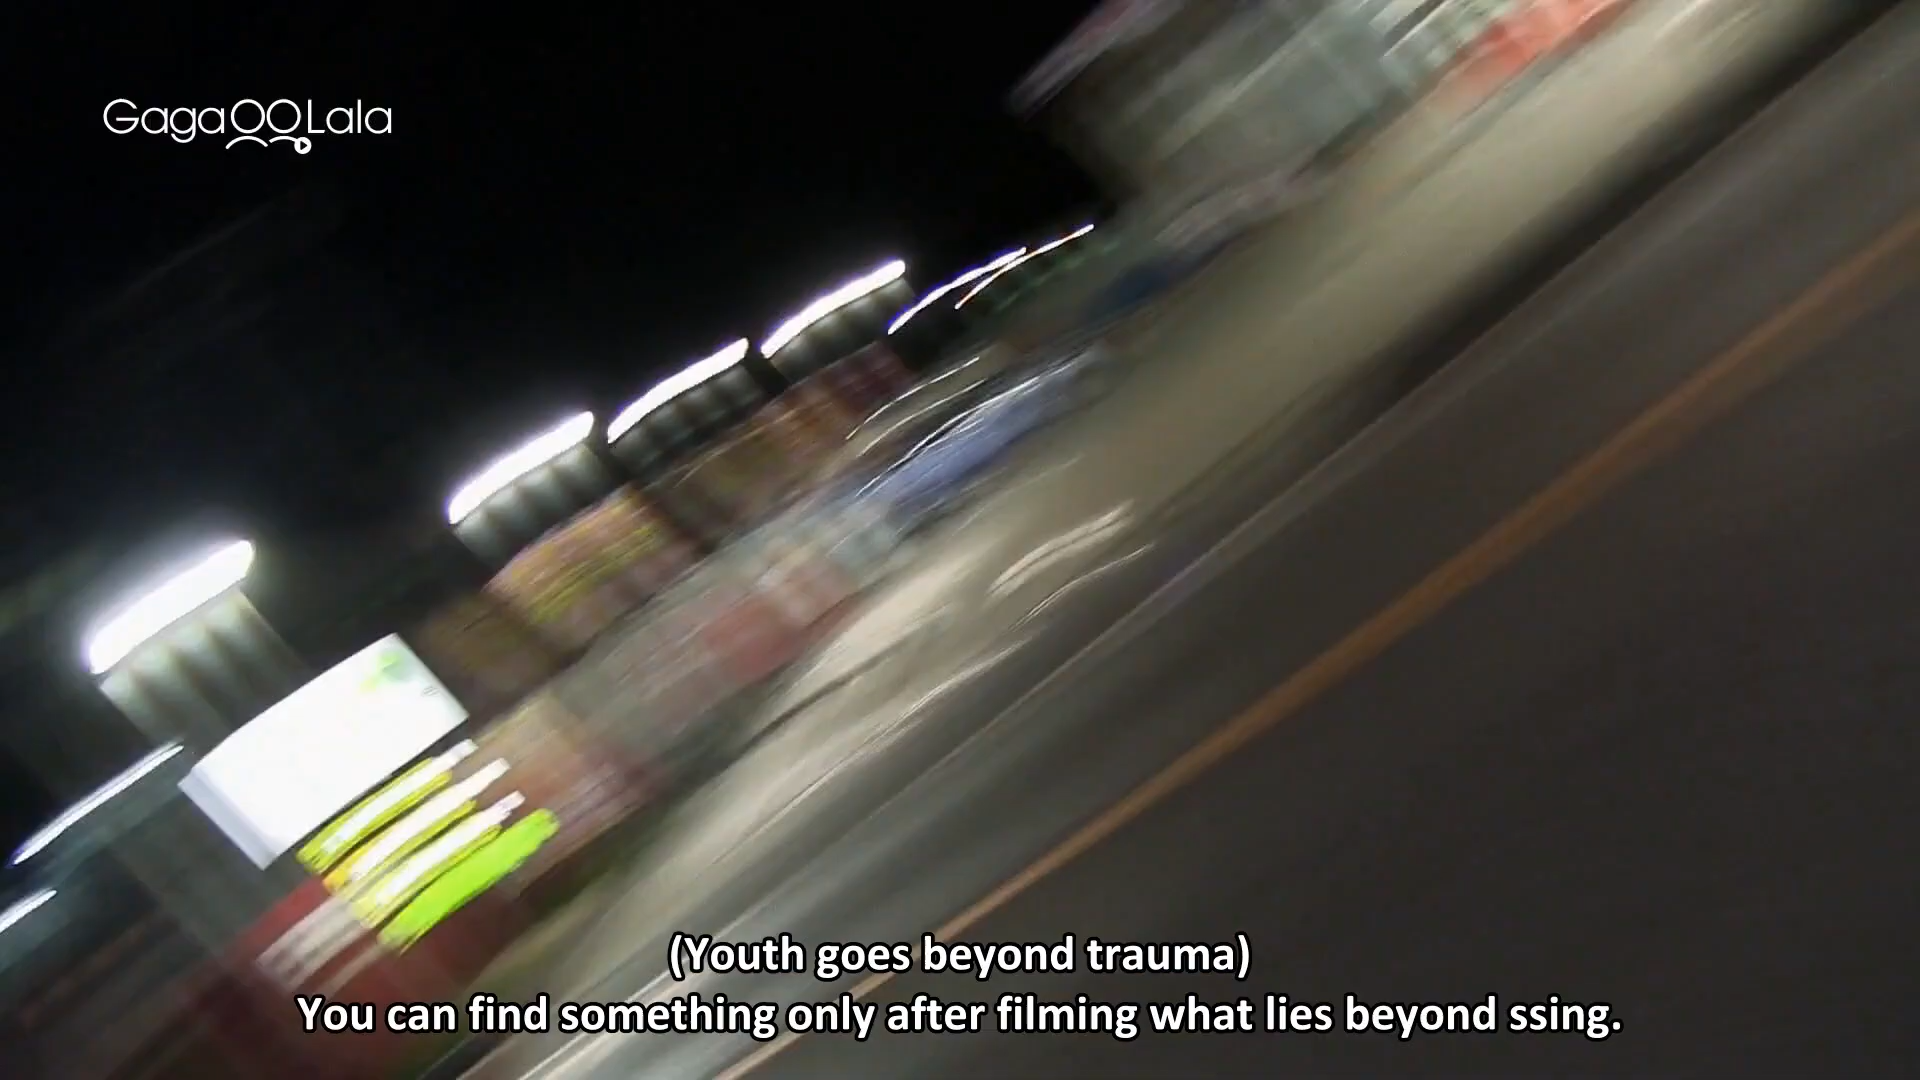 GagaOOLala
(Youth goes beyond trauma)
You can find something only after filming what lies beyond ssing.